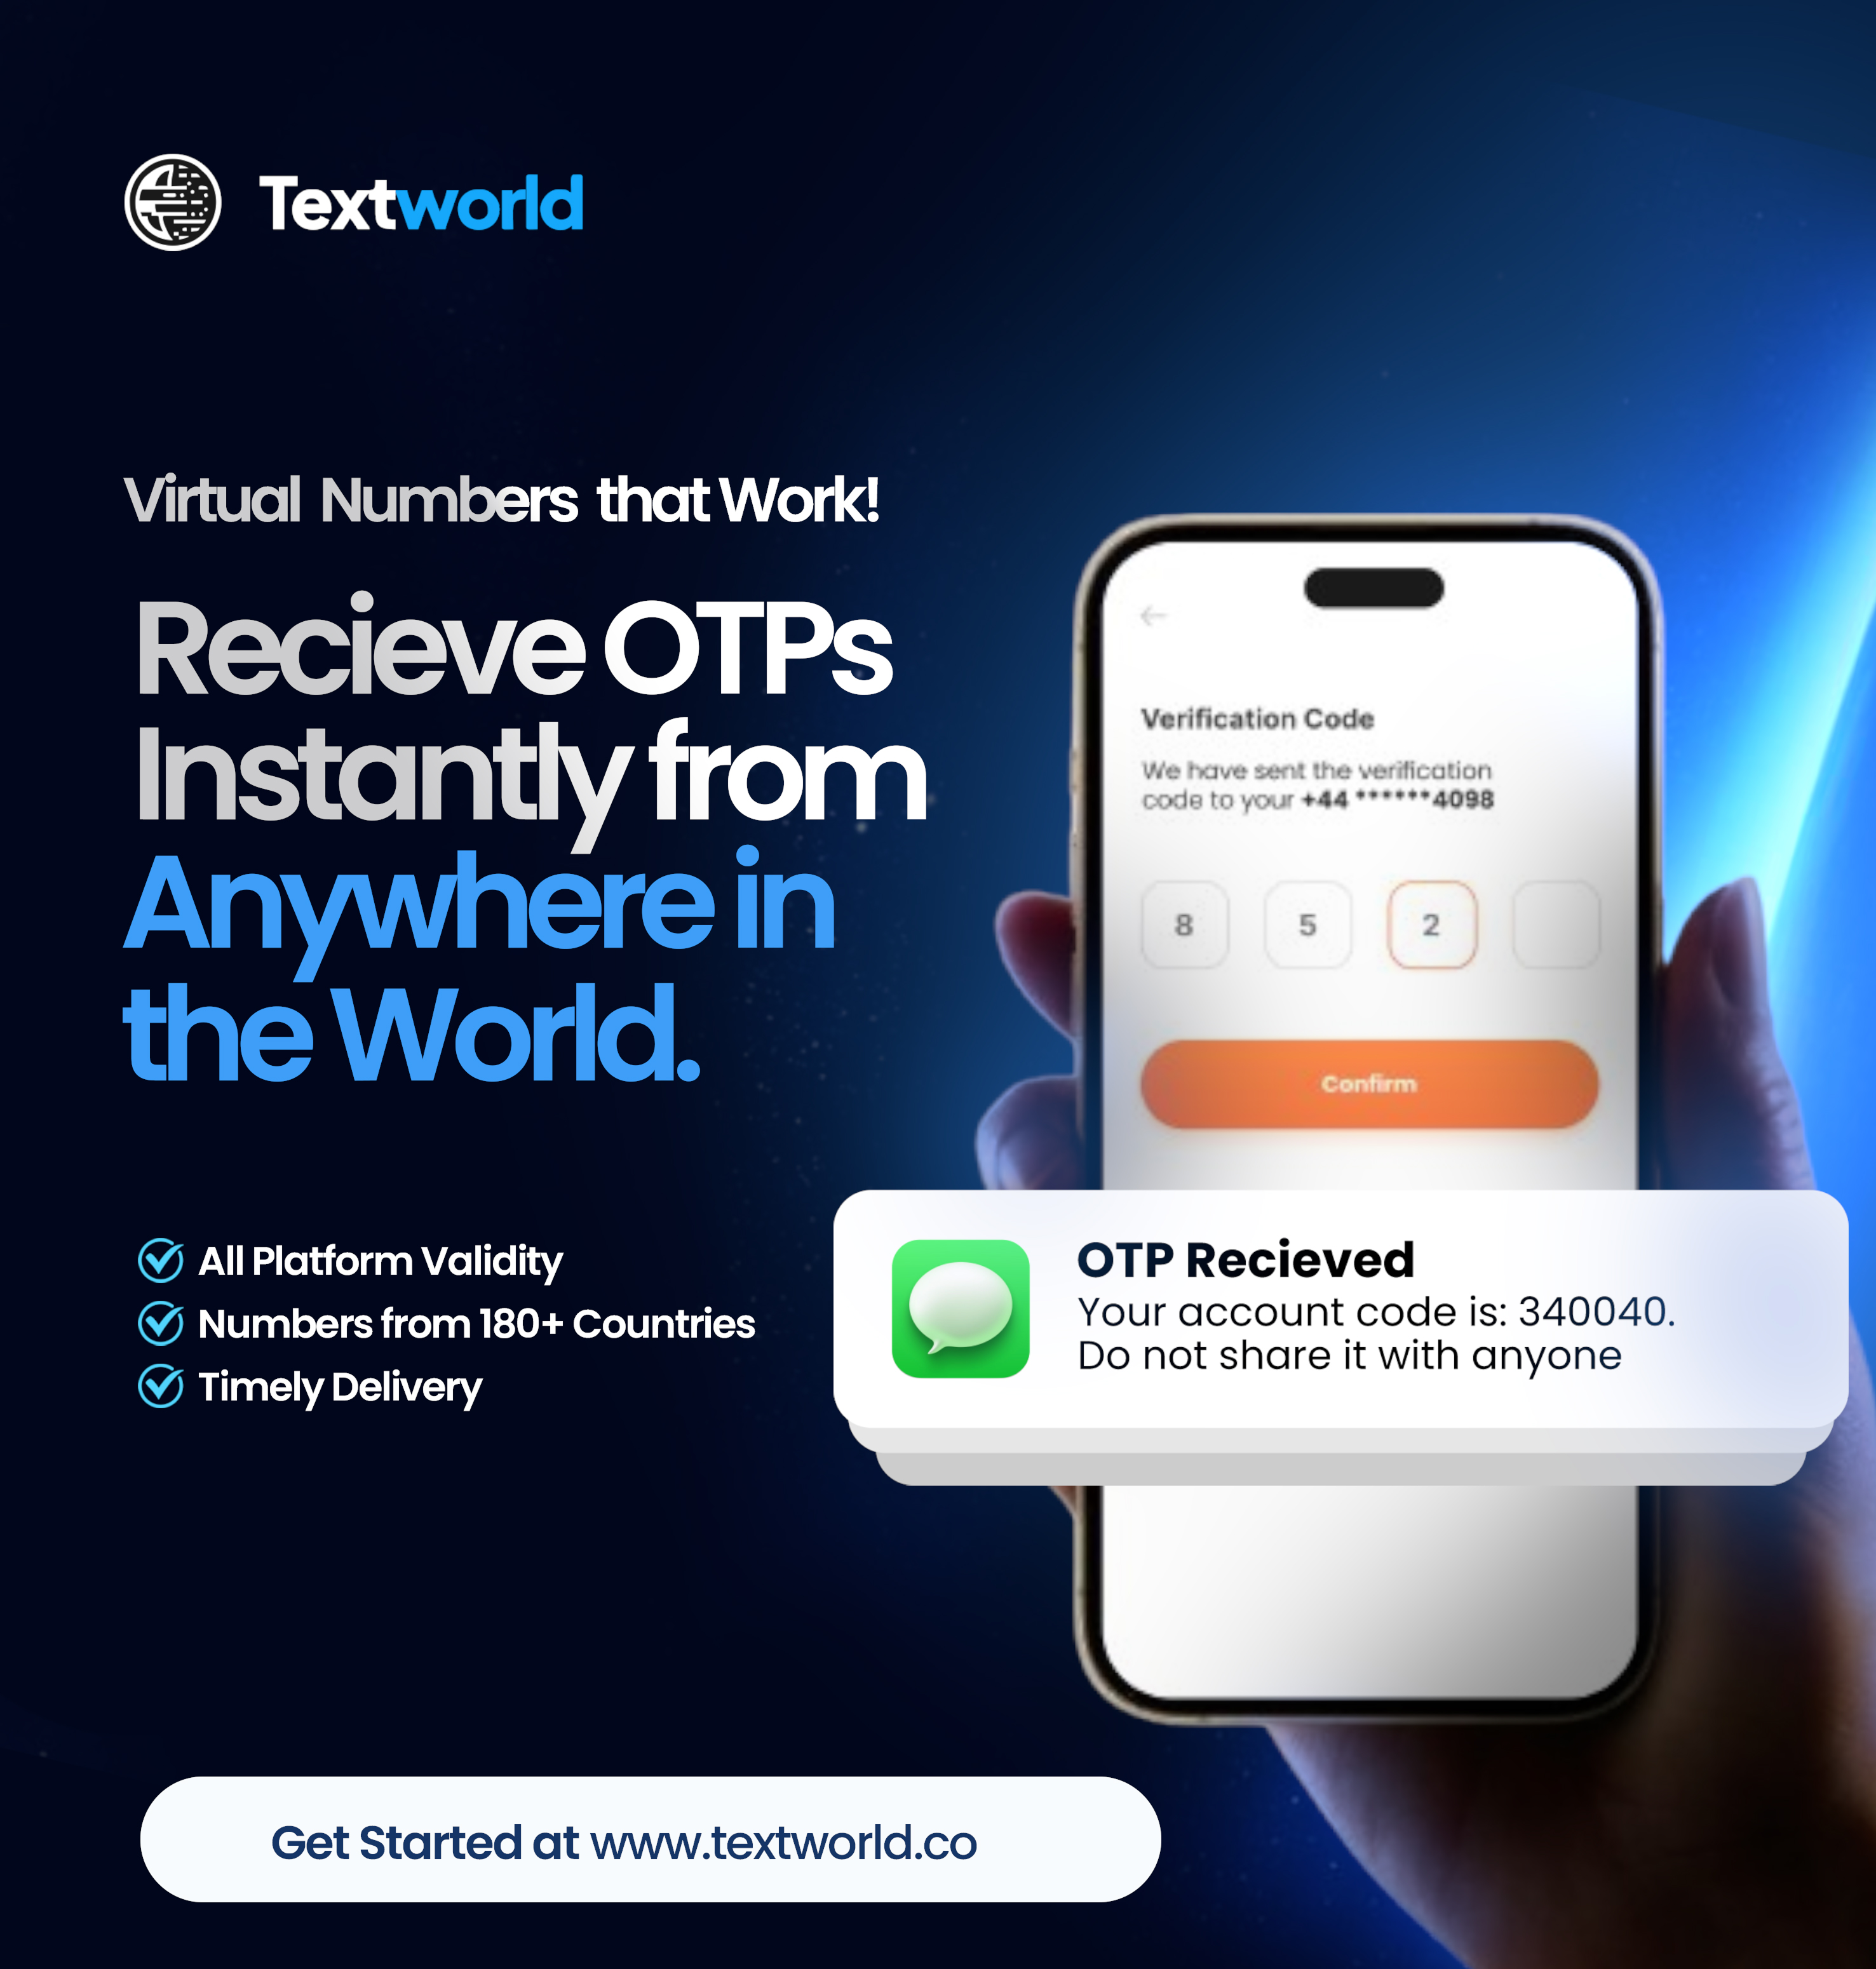 Textworld
Virtual Numbers that Work!
Recieve OTPs
Instantly from
Anywhere in
the World.
All Platform Validity
Numbers from 180+ Countries
Timely Delivery
Verification Code
We have sent the verification
code to your +44 ******4098
8 5 2
Confirm
OTP Recieved
Your account code is: 340040.
Do not share it with anyone
Get Started at www.textworld.co